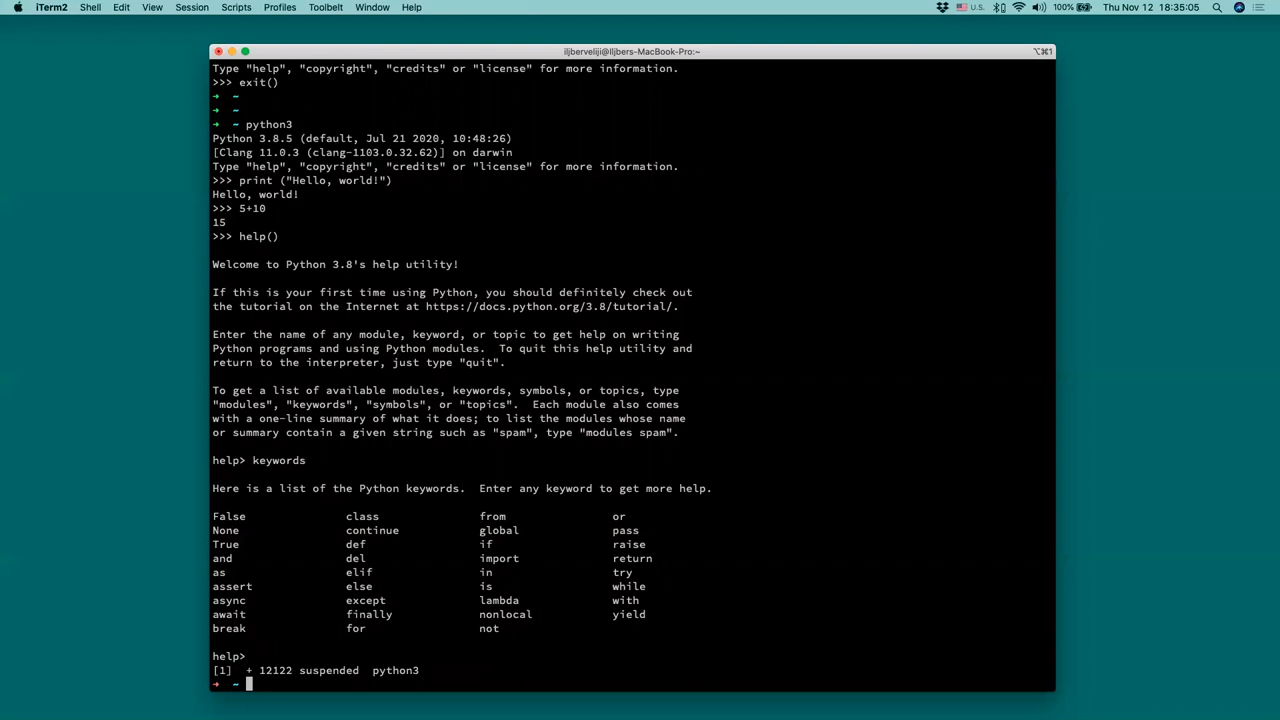 iTerm2 Shell Edit View Session Scripts Profiles Toolbelt Window Help U.S. 100% Thu Nov 12 18:35:05
iljberveliji@Iljbers-MacBook-Pro:~ ⌥⌘1
Type "help", "copyright", "credits" or "license" for more information.
>>> exit()
➜ ~
➜ ~
➜ ~ python3
Python 3.8.5 (default, Jul 21 2020, 10:48:26)
[Clang 11.0.3 (clang-1103.0.32.62)] on darwin
Type "help", "copyright", "credits" or "license" for more information.
>>> print ("Hello, world!")
Hello, world!
>>> 5+10
15
>>> help()
Welcome to Python 3.8's help utility!
If this is your first time using Python, you should definitely check out
the tutorial on the Internet at https://docs.python.org/3.8/tutorial/.
Enter the name of any module, keyword, or topic to get help on writing
Python programs and using Python modules.  To quit this help utility and
return to the interpreter, just type "quit".
To get a list of available modules, keywords, symbols, or topics, type
"modules", "keywords", "symbols", or "topics".  Each module also comes
with a one-line summary of what it does; to list the modules whose name
or summary contain a given string such as "spam", type "modules spam".
help> keywords
Here is a list of the Python keywords.  Enter any keyword to get more help.
False class from or
None continue global pass
True def if raise
and del import return
as elif in try
assert else is while
async except lambda with
await finally nonlocal yield
break for not
help>
[1]  + 12122 suspended  python3
➜ ~